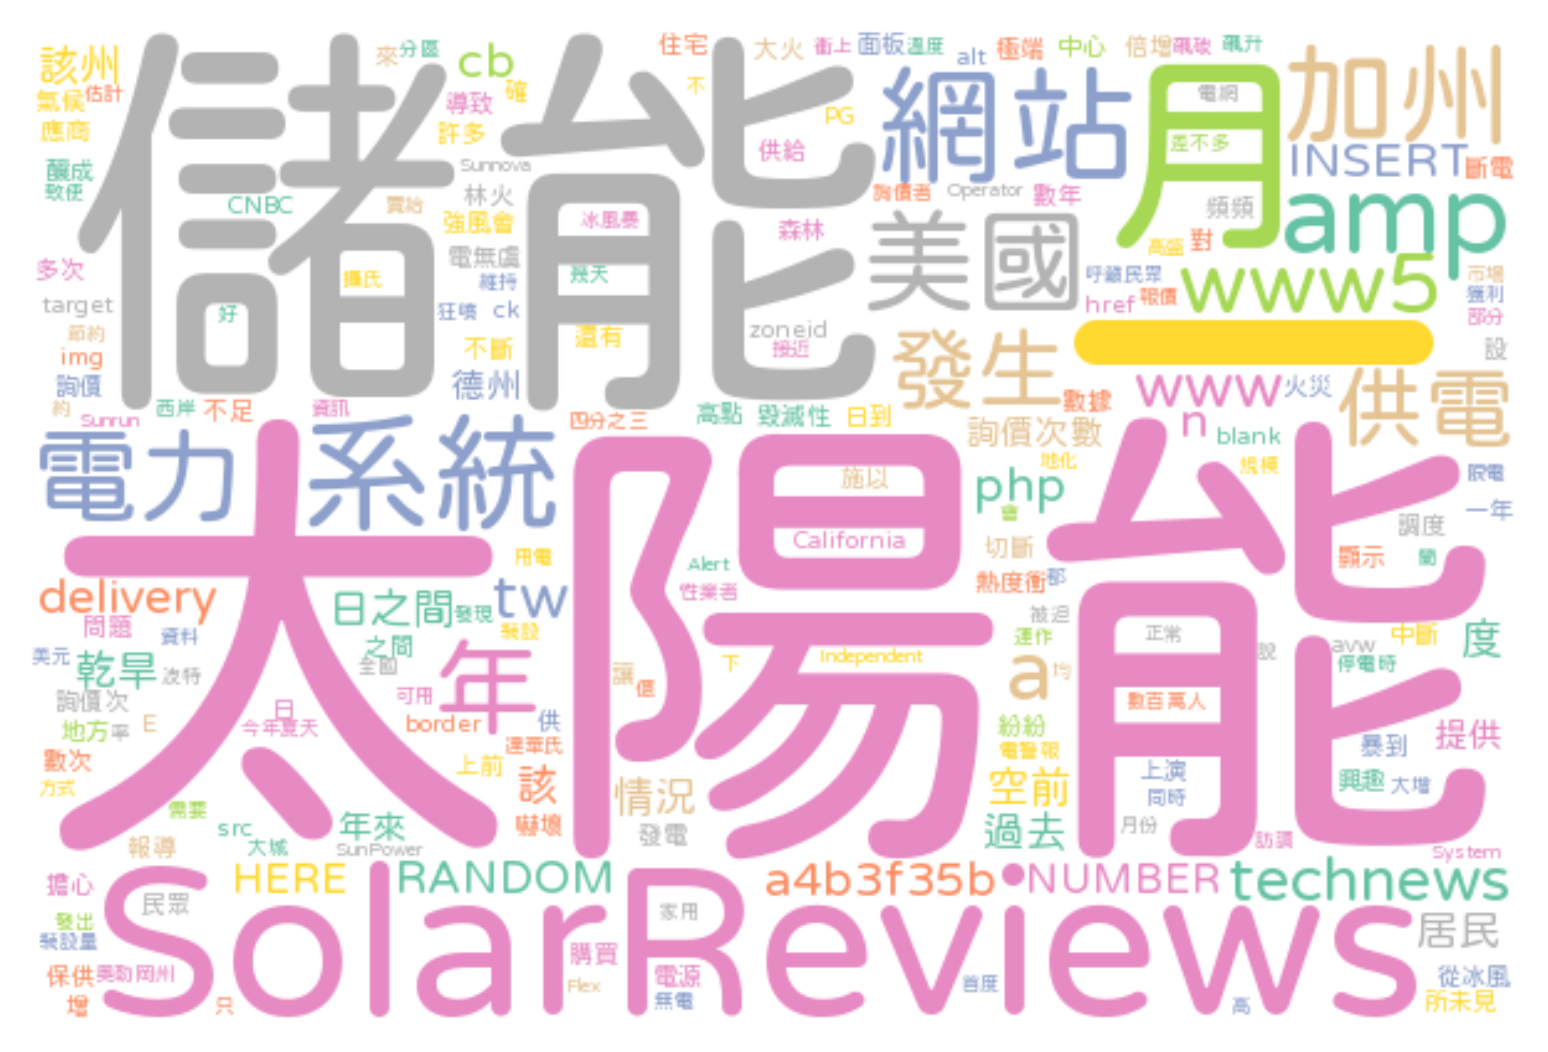 該州 來 分區 cb 住宅 大火 衝上 面板 溫度 alt 極端 中心 倍增 飆破 飆升
氣候 估計 導致 確 不 PG 網站 月 電網 加州
應商 許多 儲能 供給 差不多 INSERT 斷電
釀成 Sunnova
致使 CNBC 買給 林火 冰風暴 詢價者 Operator 數年 頻頻 amp
強風會 森林 美國 高溫 對
多次 電無虞 幾天 呼籲民眾 www5 市場
target 攝氏 維持 href 報價 獲利
好 狂噴 ck zoneid 部分
節約 還有 接近 一 設
img 不斷 發生
詢價 德州 www 火災 供電
約 西岸 不足 資訊 四分之三 高點 毀滅性 日到 數據 n
Sunrun 詢價次數 blank
電力 系統 地化 規模 限電
太陽能 施以 php 會 一年
California 切斷 調度
用電 Alert 顯示
delivery 日之間 發現 tw 性業者 熱度衝 都
問題 資料 裝設 被迫 正常
之間 運作 avw 中斷 度
美元 乾旱 波特 全國 年 下 Independent a 均 說 停電時
詢價次 可用 讓 億 數百萬人
地方 率 E 日 今年夏天 border 供 紛紛 提供
數次 達華氏 電警報 暴到
方式 上前 該 情況 空前 上演 興趣 大增
需要 同時
src 年來 嚇壞 發電 過去 月份
報導 大城 SunPower 訪調 System
擔心 HERE RANDOM a4b3f35b NUMBER technews
民眾 SolarReviews 家用 居民
發出
裝設量 購買
保供 奧勒岡州 電源 首度 從冰風
增 只 Flex 無電 高 所未見